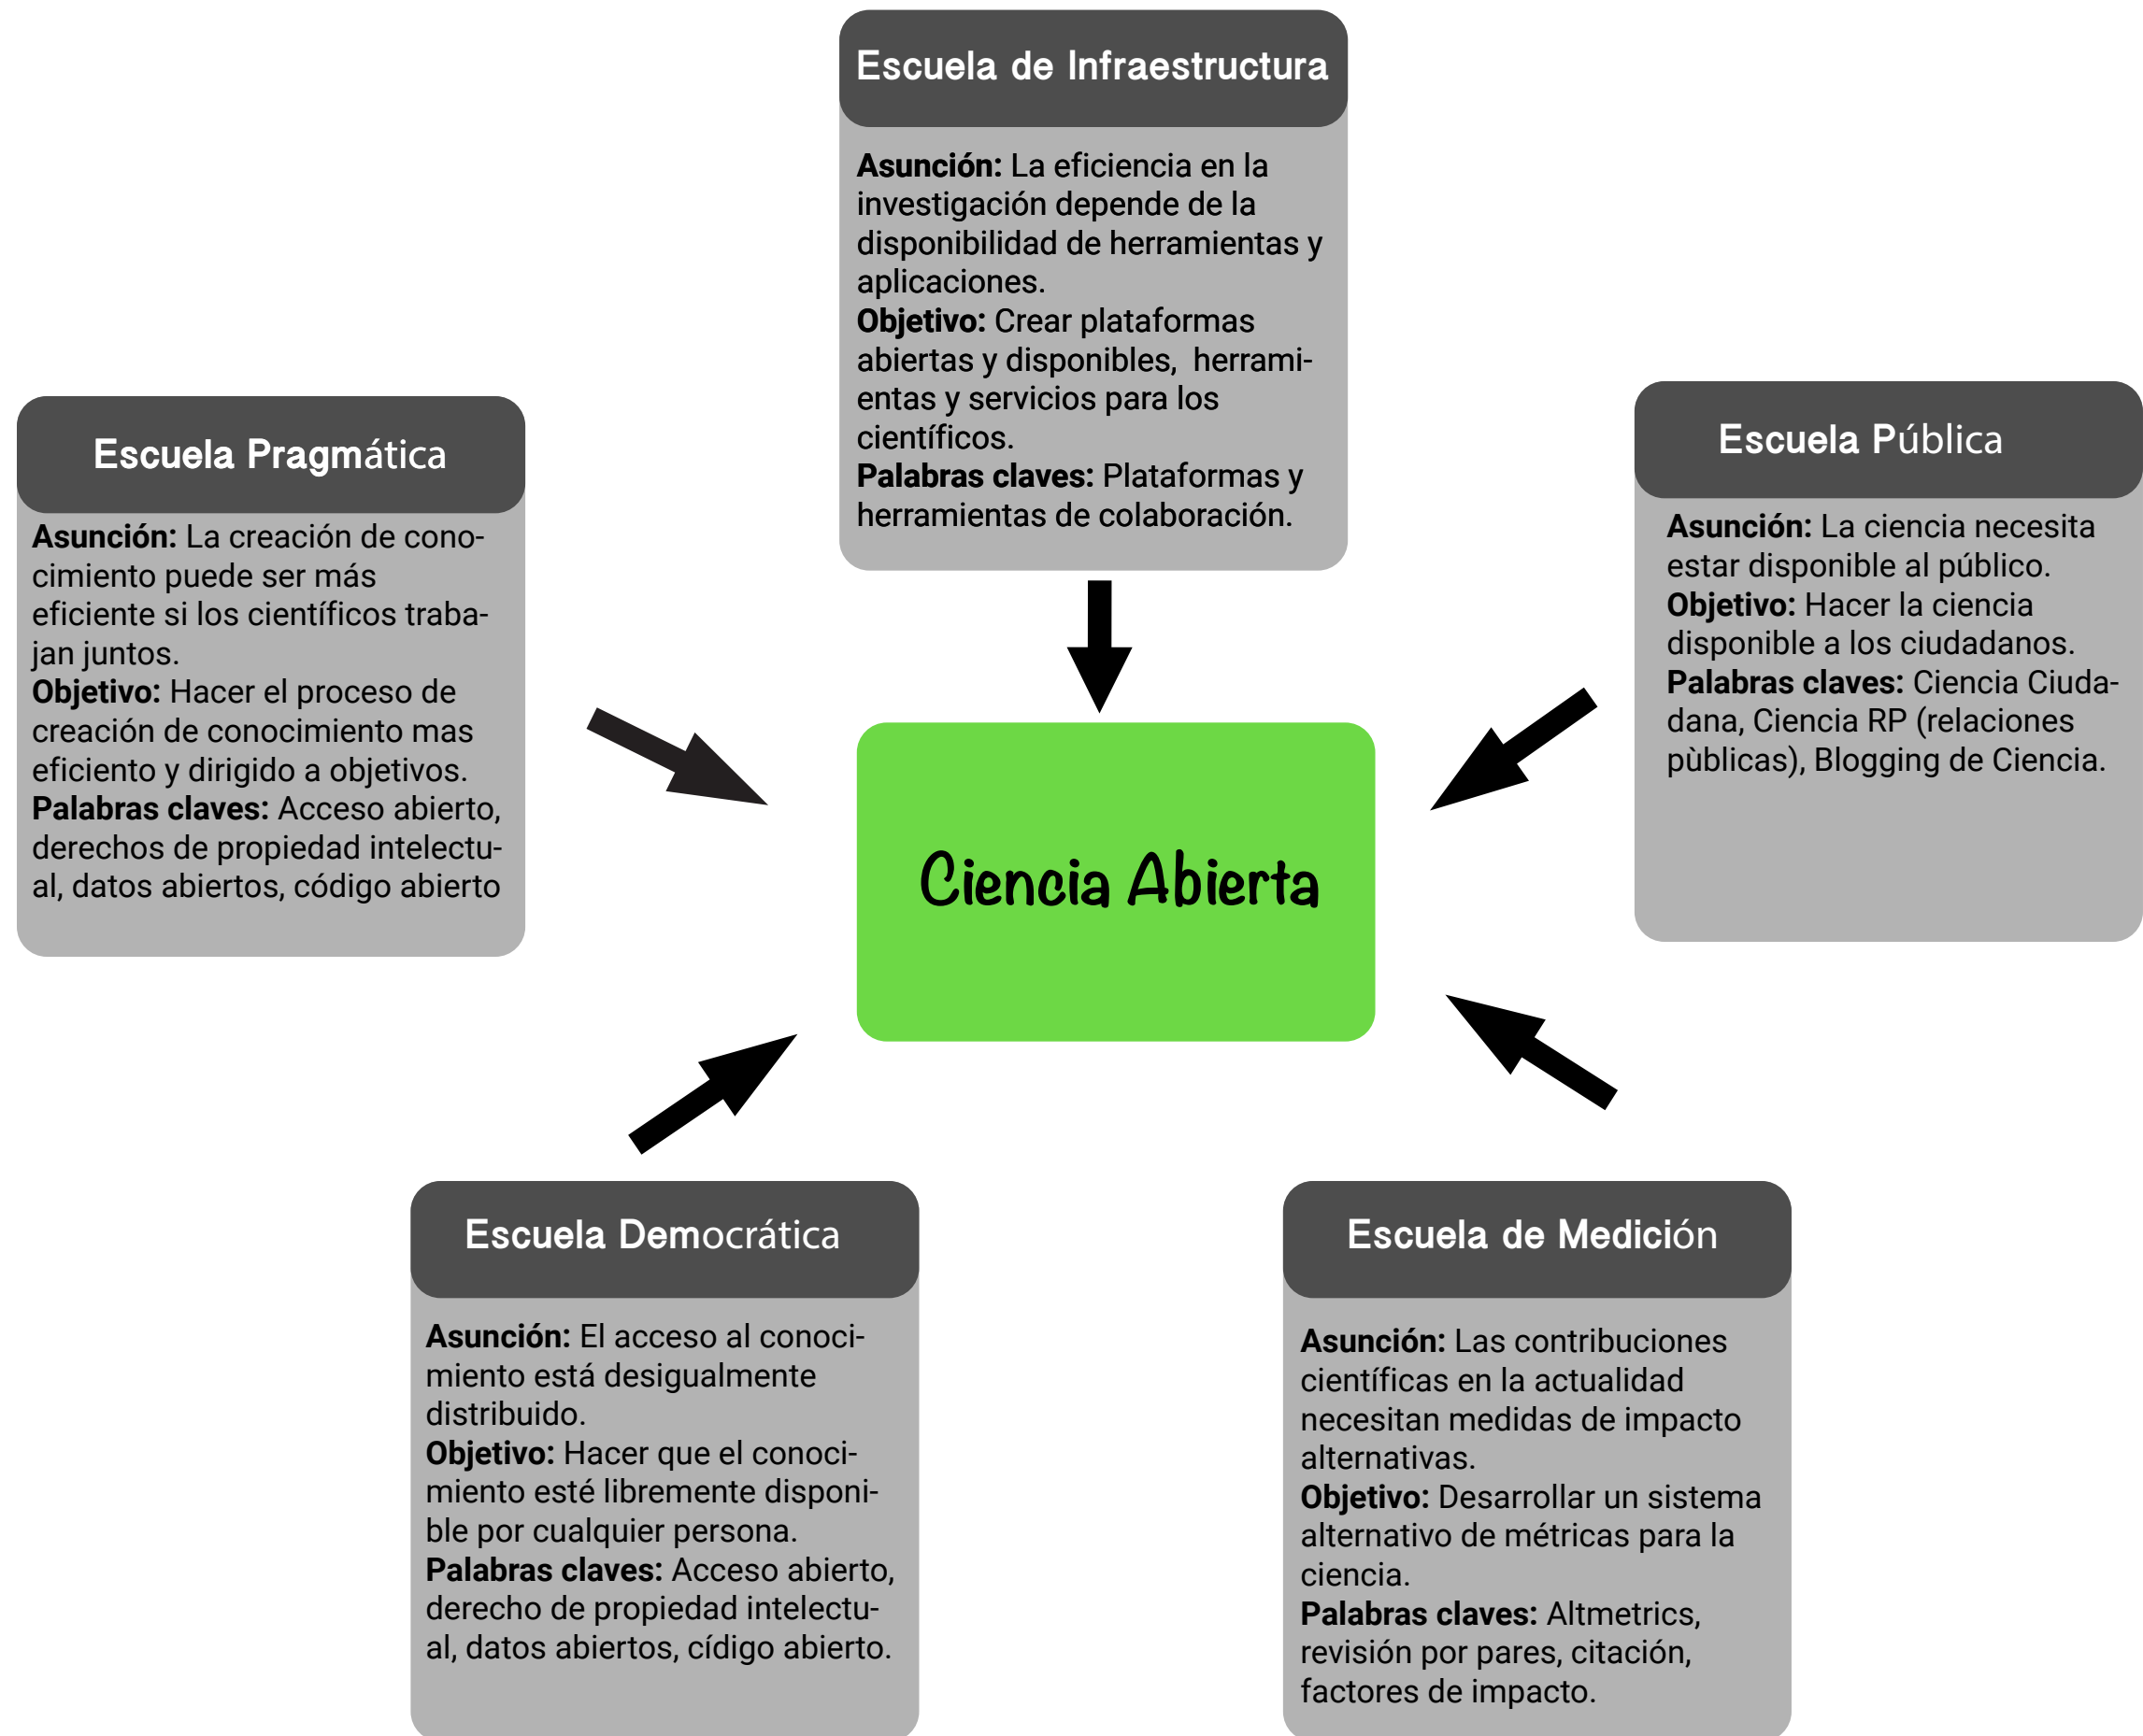 Escuela de Infraestructura
Asunción: La eficiencia en la
investigación depende de la
disponibilidad de herramientas y
aplicaciones.
Objetivo: Crear plataformas
abiertas y disponibles,  herrami-
entas y servicios para los
científicos.
Palabras claves: Plataformas y
herramientas de colaboración.
Escuela Pragmática
Asunción: La creación de cono-
cimiento puede ser más
eficiente si los científicos traba-
jan juntos.
Objetivo: Hacer el proceso de
creación de conocimiento mas
eficiento y dirigido a objetivos.
Palabras claves: Acceso abierto,
derechos de propiedad intelectu-
al, datos abiertos, código abierto
Escuela Pública
Asunción: La ciencia necesita
estar disponible al público.
Objetivo: Hacer la ciencia
disponible a los ciudadanos.
Palabras claves: Ciencia Ciuda-
dana, Ciencia RP (relaciones
pùblicas), Blogging de Ciencia.
Ciencia Abierta
Escuela Democrática
Asunción: El acceso al conoci-
miento está desigualmente
distribuido.
Objetivo: Hacer que el conoci-
miento esté libremente disponi-
ble por cualquier persona.
Palabras claves: Acceso abierto,
derecho de propiedad intelectu-
al, datos abiertos, cídigo abierto.
Escuela de Medición
Asunción: Las contribuciones
científicas en la actualidad
necesitan medidas de impacto
alternativas.
Objetivo: Desarrollar un sistema
alternativo de métricas para la
ciencia.
Palabras claves: Altmetrics,
revisión por pares, citación,
factores de impacto.